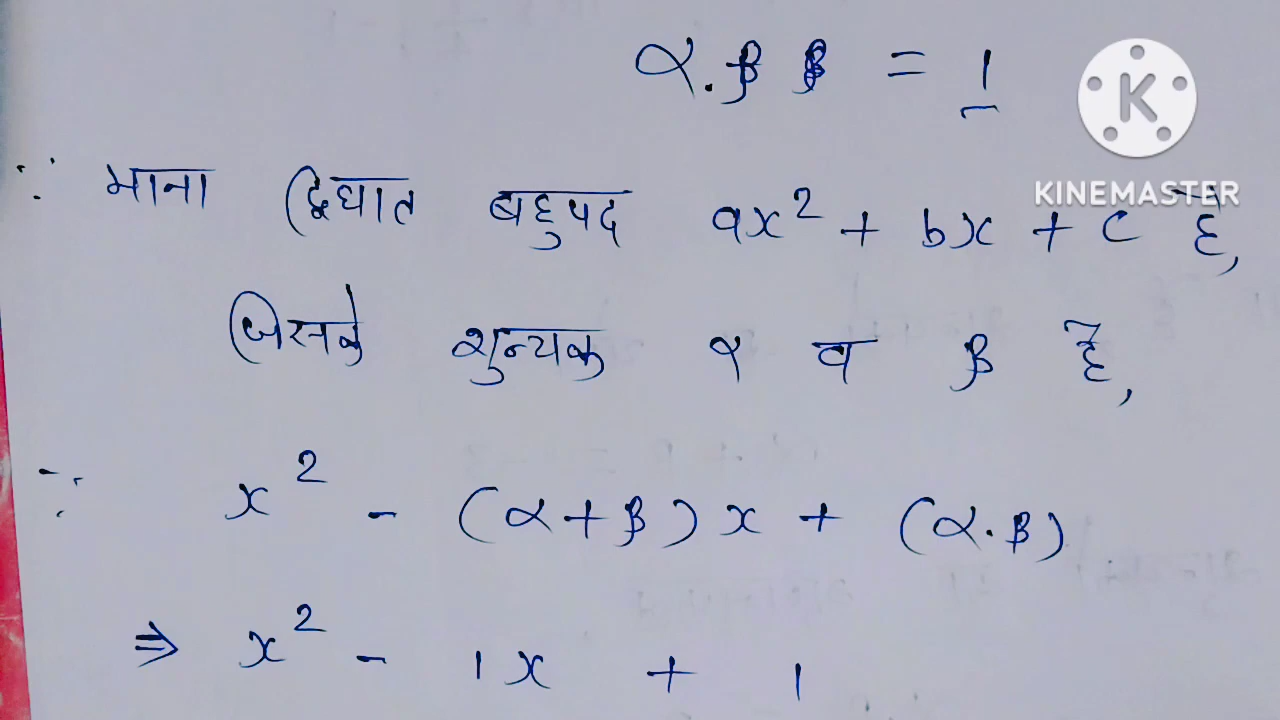 α.β = 1
∵ माना द्विघात बहुपद ax² + bx + c है,
K
KINEMASTER
जिसके शुन्यक α व β है,
∵ x² - (α+β)x + (α.β)
⇒ x² - 1x + 1